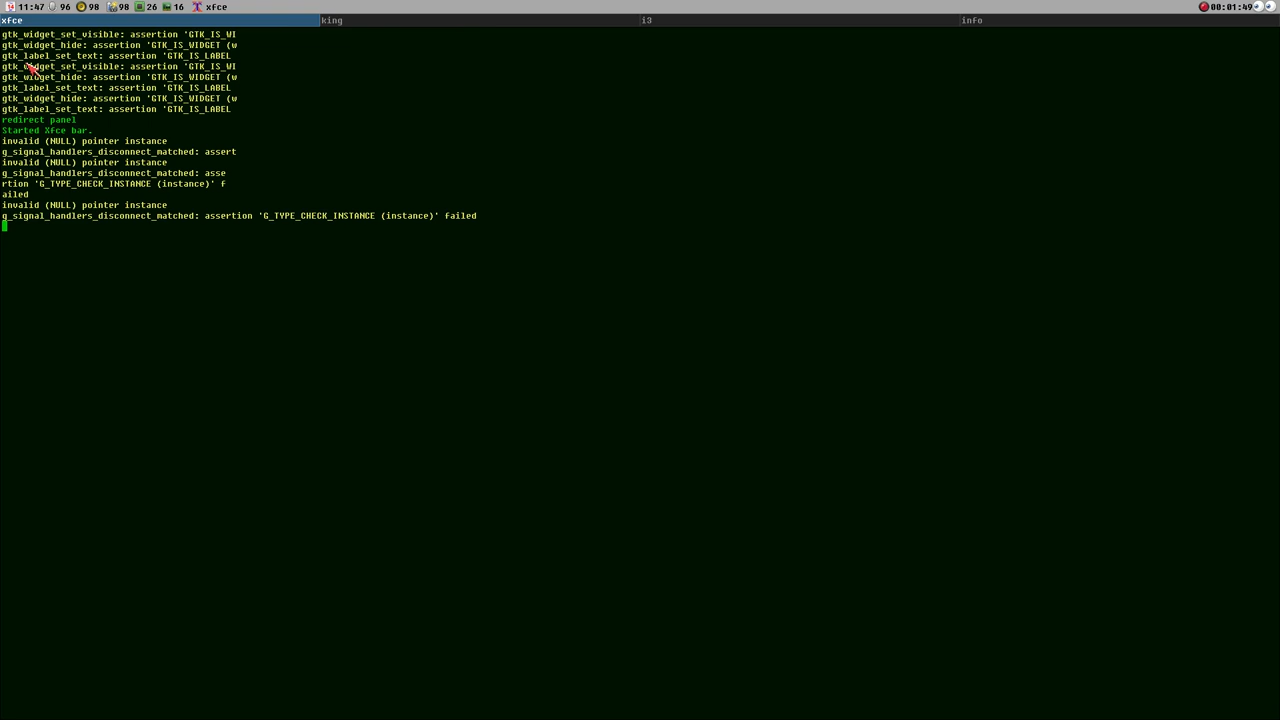 11:47 96 98 98 26 16 xfce 00:01:49
xfce king i3 info
gtk_widget_set_visible: assertion 'GTK_IS_WI
gtk_widget_hide: assertion 'GTK_IS_WIDGET (w
gtk_label_set_text: assertion 'GTK_IS_LABEL
gtk_widget_set_visible: assertion 'GTK_IS_WI
gtk_widget_hide: assertion 'GTK_IS_WIDGET (w
gtk_label_set_text: assertion 'GTK_IS_LABEL
gtk_widget_hide: assertion 'GTK_IS_WIDGET (w
gtk_label_set_text: assertion 'GTK_IS_LABEL
redirect panel
Started Xfce bar.
invalid (NULL) pointer instance
g_signal_handlers_disconnect_matched: assert
invalid (NULL) pointer instance
g_signal_handlers_disconnect_matched: asse
rtion 'G_TYPE_CHECK_INSTANCE (instance)' f
ailed
invalid (NULL) pointer instance
g_signal_handlers_disconnect_matched: assertion 'G_TYPE_CHECK_INSTANCE (instance)' failed